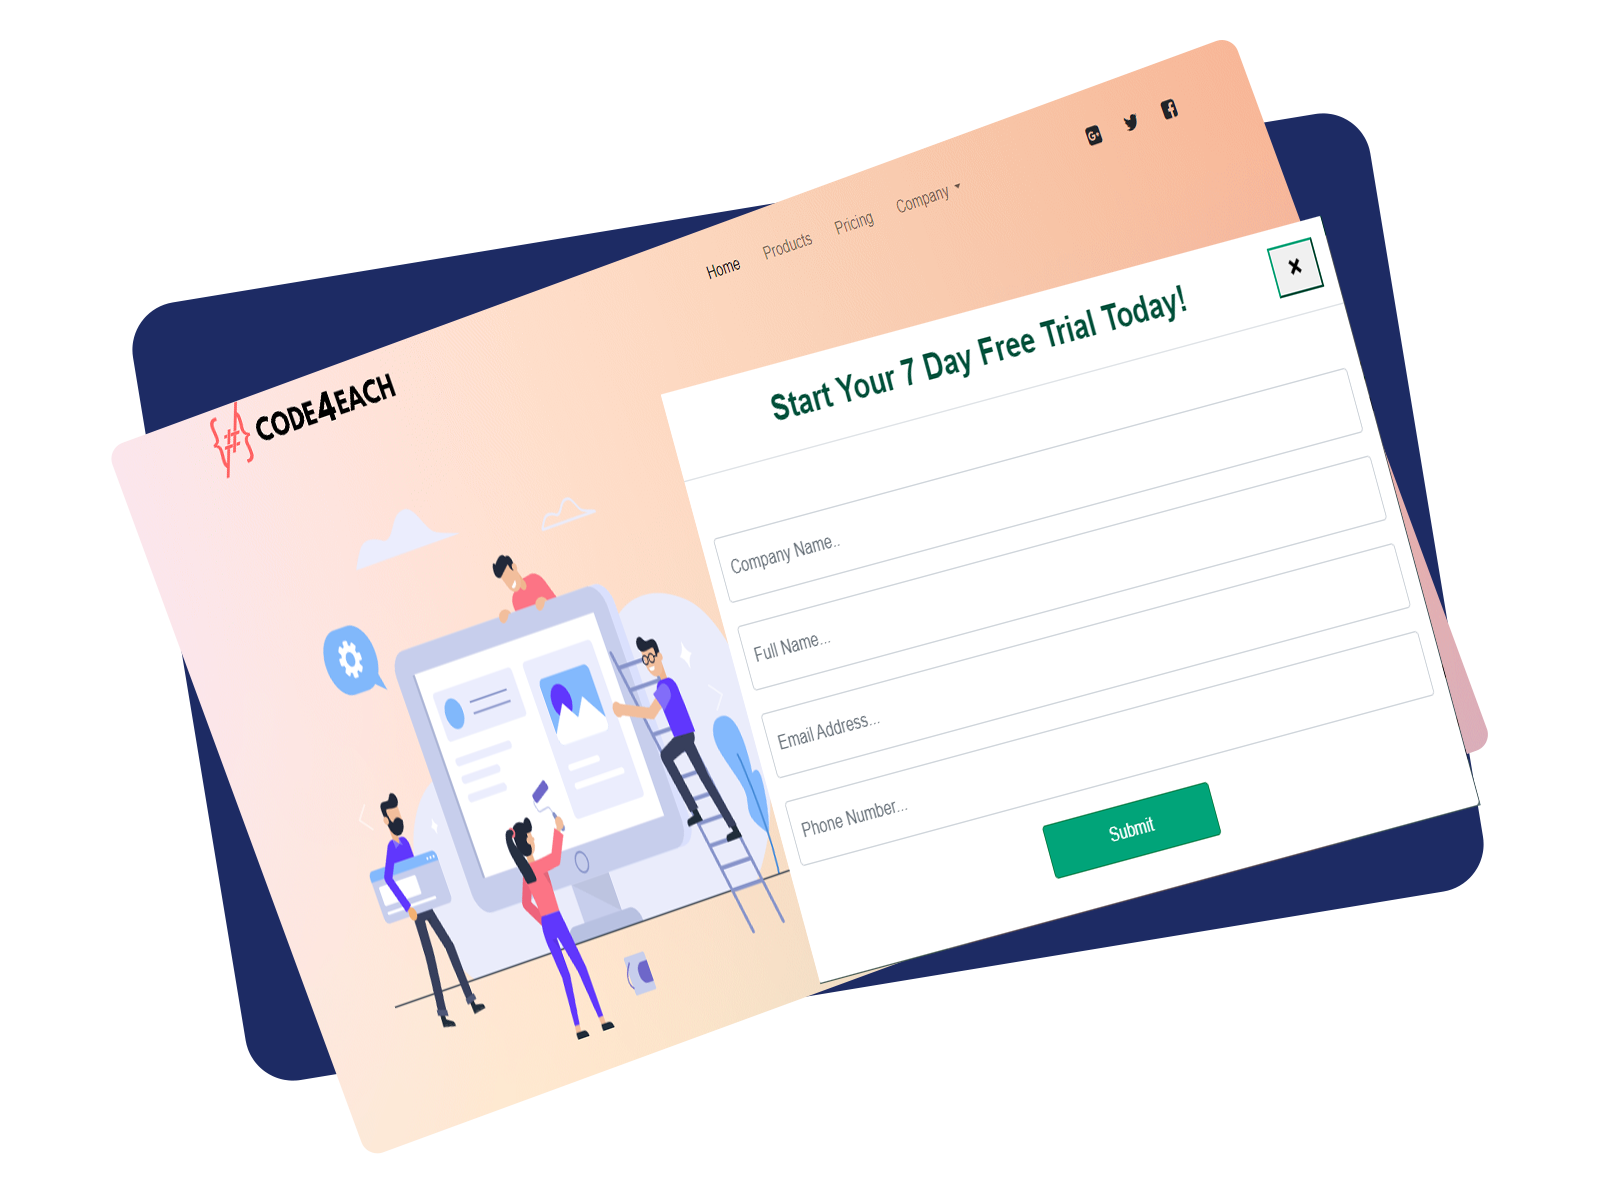 Home Products Pricing Company
{#} CODE4EACH
Start Your 7 Day Free Trial Today!
Company Name..
Full Name...
Email Address...
Phone Number...
Submit